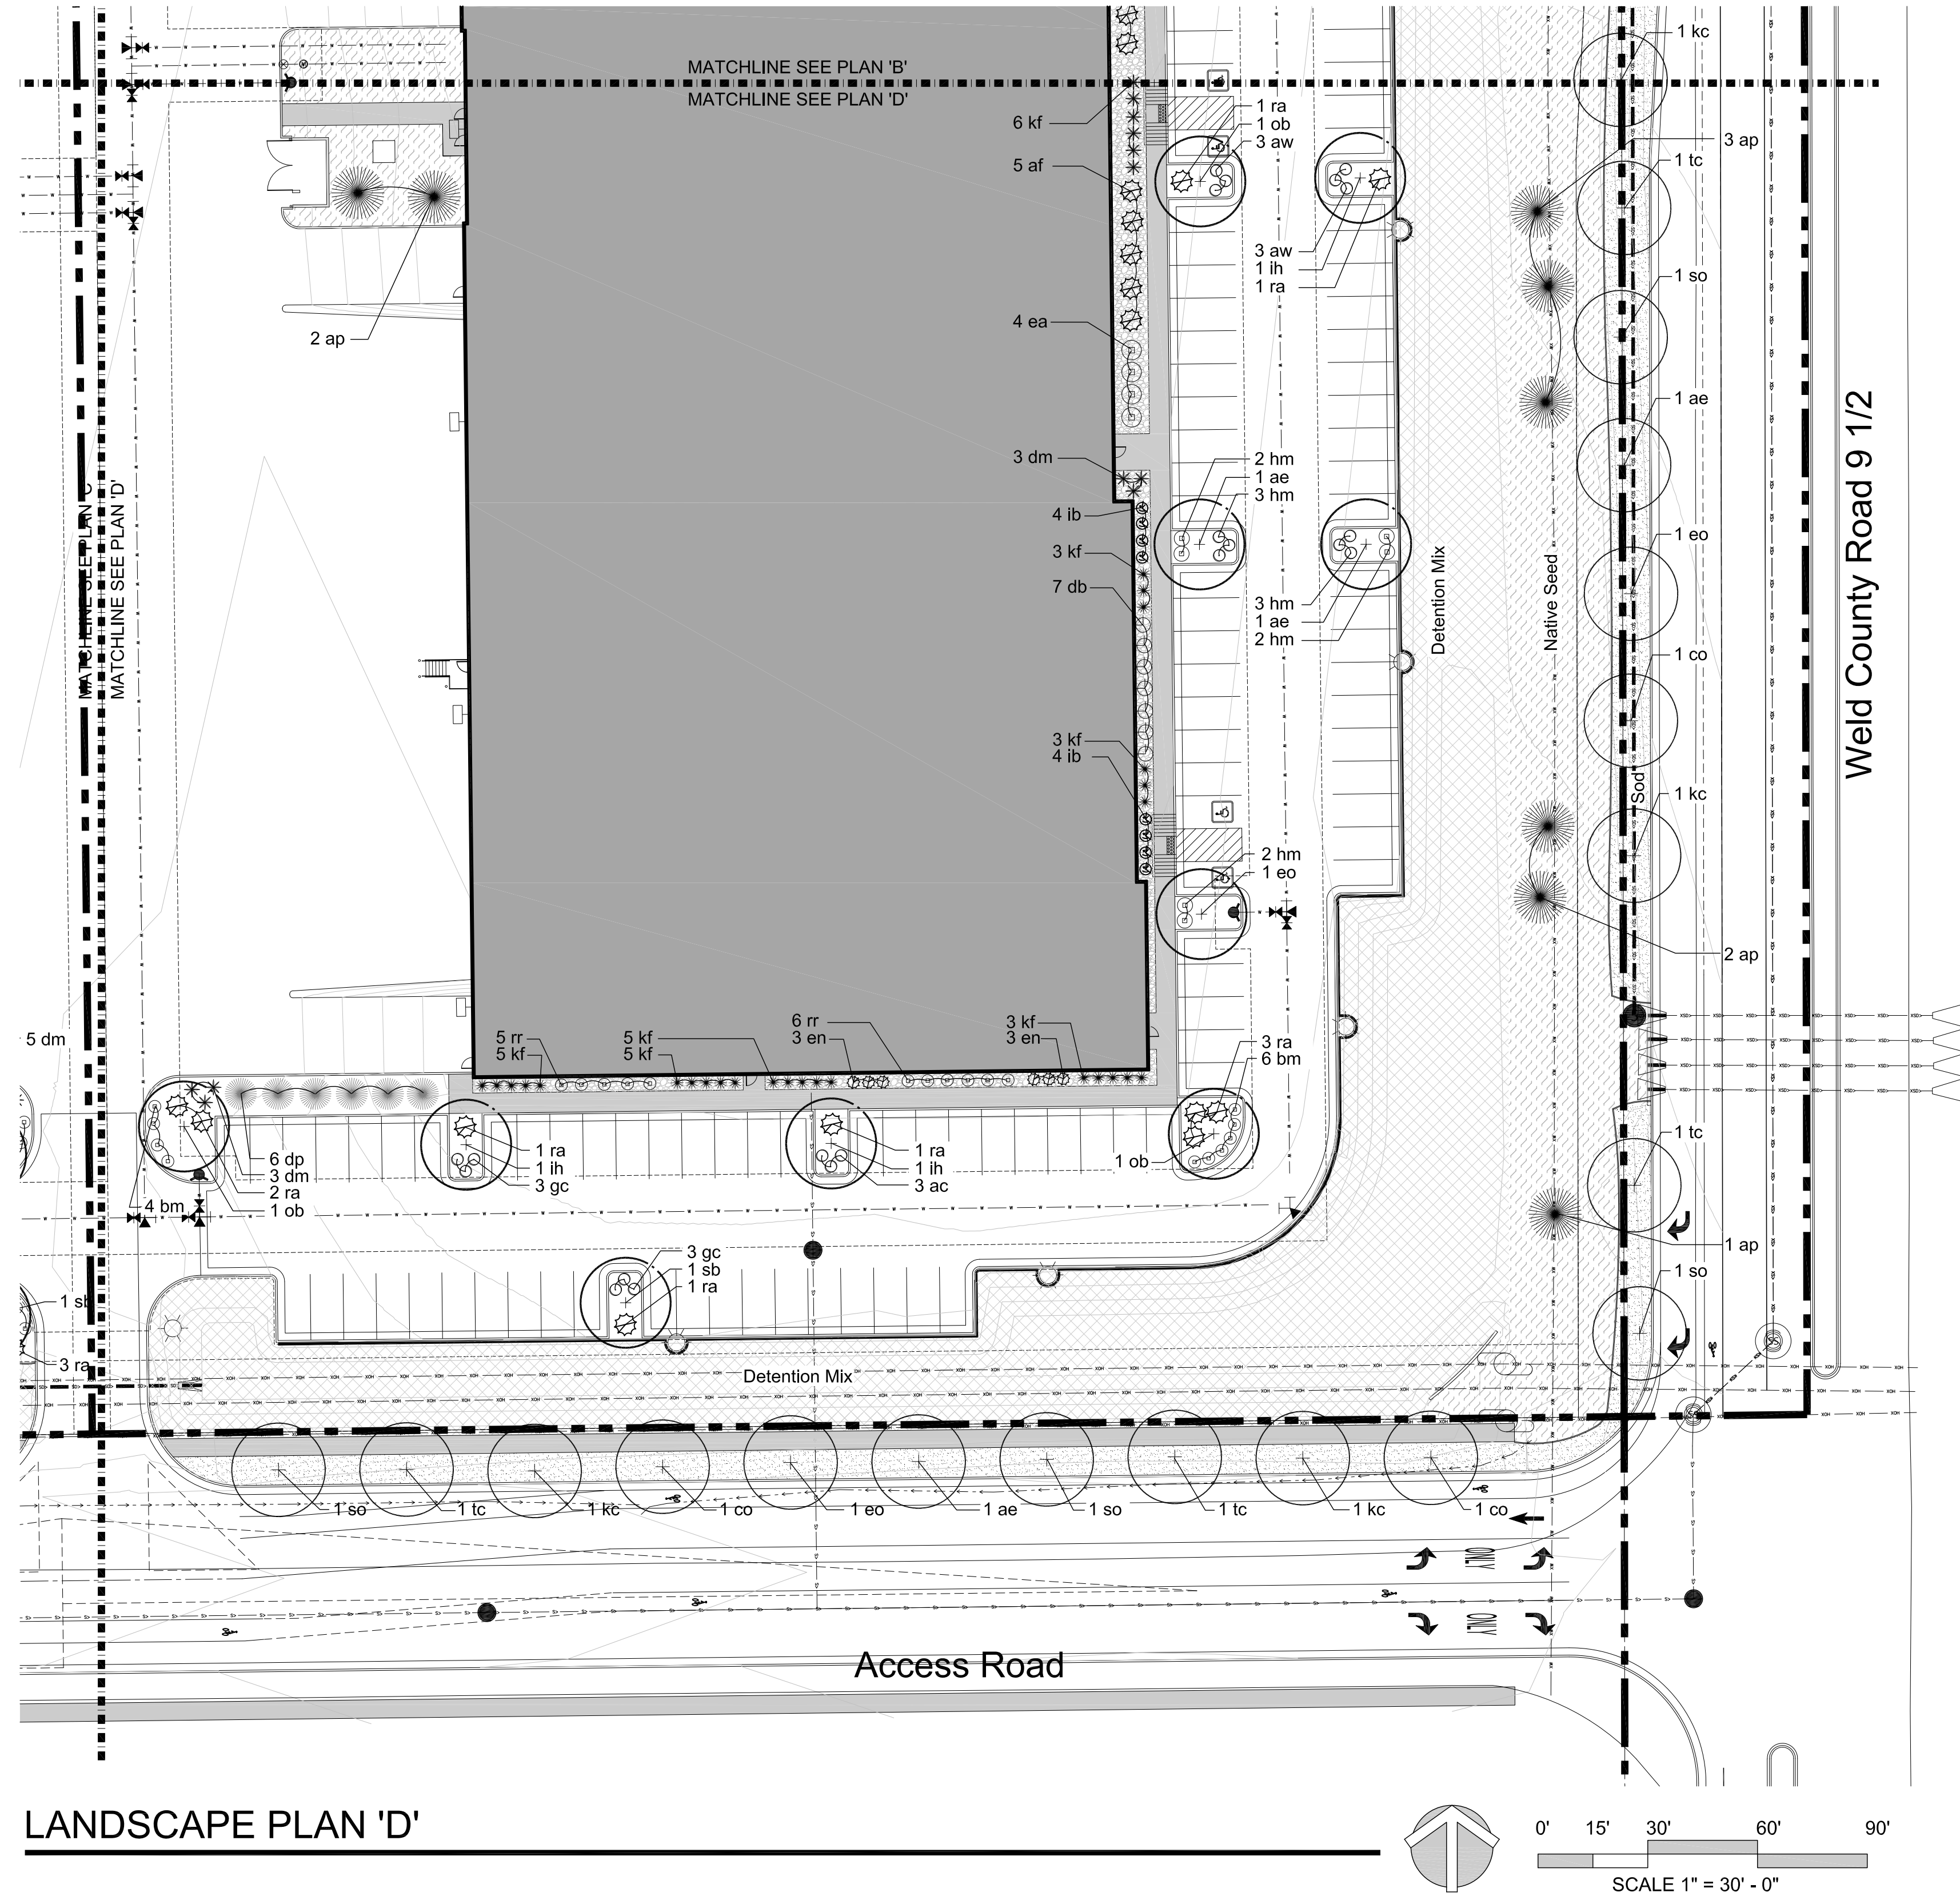 MATCHLINE SEE PLAN 'B'
MATCHLINE SEE PLAN 'D'
1 kc
6 kf
5 af
1 ra
1 ob
3 aw
3 ap
1 tc
3 aw
1 ih
1 ra
1 so
2 ap
4 ea
1 ae
Weld County Road 9 1/2
MATCHLINE SEE PLAN 'C'
MATCHLINE SEE PLAN 'D'
3 dm
2 hm
1 ae
3 hm
4 ib
3 kf
7 db
1 eo
Detention Mix
Native Seed
3 hm
1 ae
2 hm
1 co
3 kf
4 ib
Sod
1 kc
2 hm
1 eo
2 ap
5 dm
5 rr
5 kf
5 kf
5 kf
6 rr
3 en
3 kf
3 en
3 ra
6 bm
6 dp
3 dm
2 ra
1 ob
4 bm
1 ra
1 ih
3 gc
1 ra
1 ih
3 ac
1 ob
1 tc
1 ap
1 so
3 gc
1 sb
1 ra
1 sb
3 ra
Detention Mix
1 so
1 tc
1 kc
1 co
1 eo
1 ae
1 so
1 tc
1 kc
1 co
ONLY
ONLY
Access Road
LANDSCAPE PLAN 'D'
0' 15' 30' 60' 90'
SCALE 1" = 30' - 0"